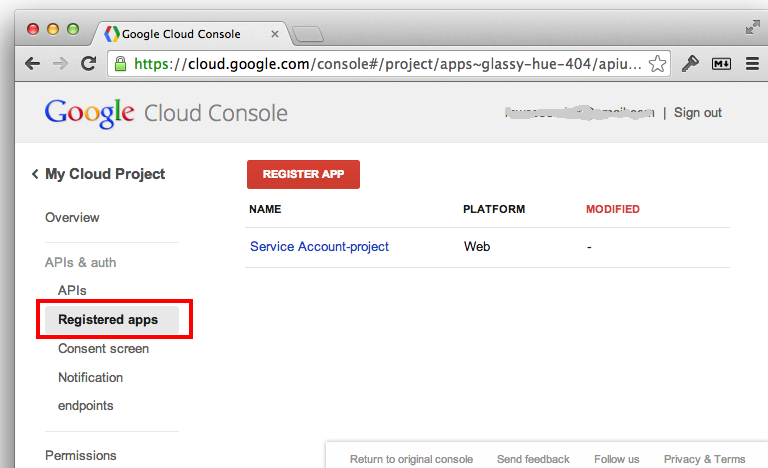 Google Cloud Console
https://cloud.google.com/console#/project/apps~glassy-hue-404/apiu...
Google Cloud Console
| Sign out
My Cloud Project
REGISTER APP
NAME PLATFORM MODIFIED
Overview
Service Account-project Web -
APIs & auth
APIs
Registered apps
Consent screen
Notification
endpoints
Permissions
Return to original console Send feedback Follow us Privacy & Terms